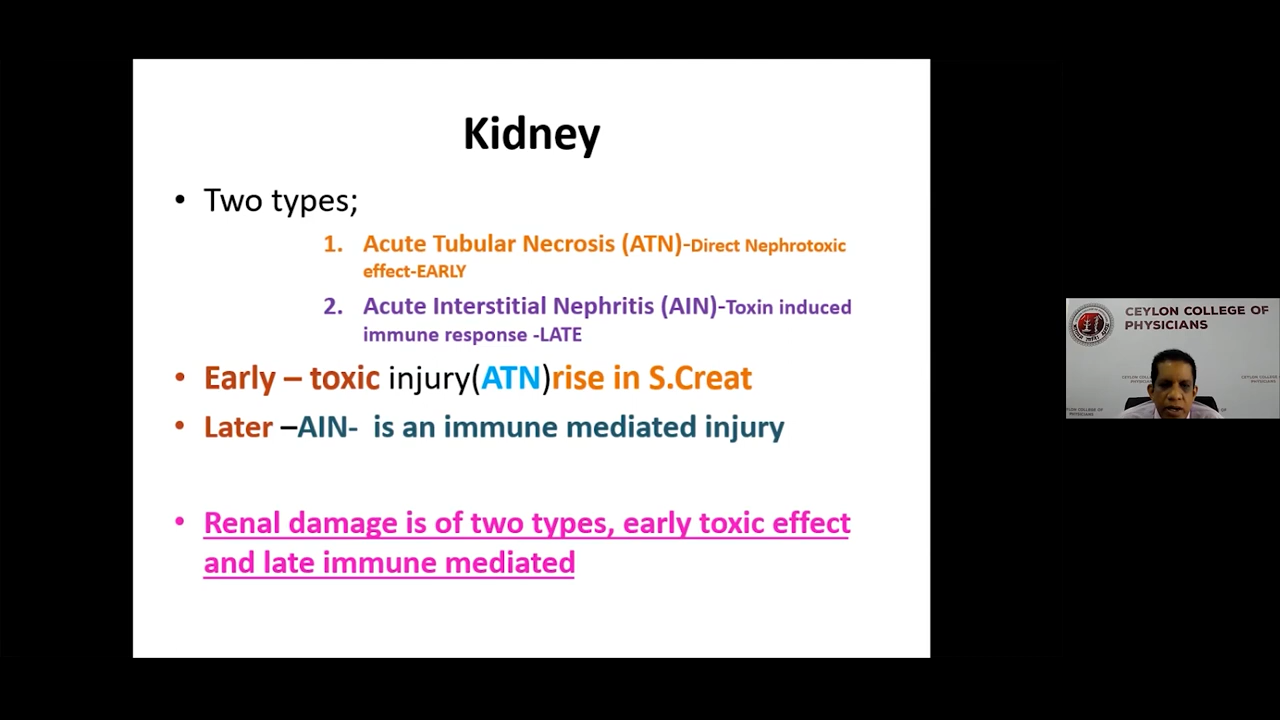 Kidney
• Two types;
1. Acute Tubular Necrosis (ATN)-Direct Nephrotoxic
effect-EARLY
2. Acute Interstitial Nephritis (AIN)-Toxin induced
immune response -LATE
• Early – toxic injury(ATN)rise in S.Creat
• Later –AIN- is an immune mediated injury
• Renal damage is of two types, early toxic effect
and late immune mediated
CEYLON COLLEGE OF
PHYSICIANS